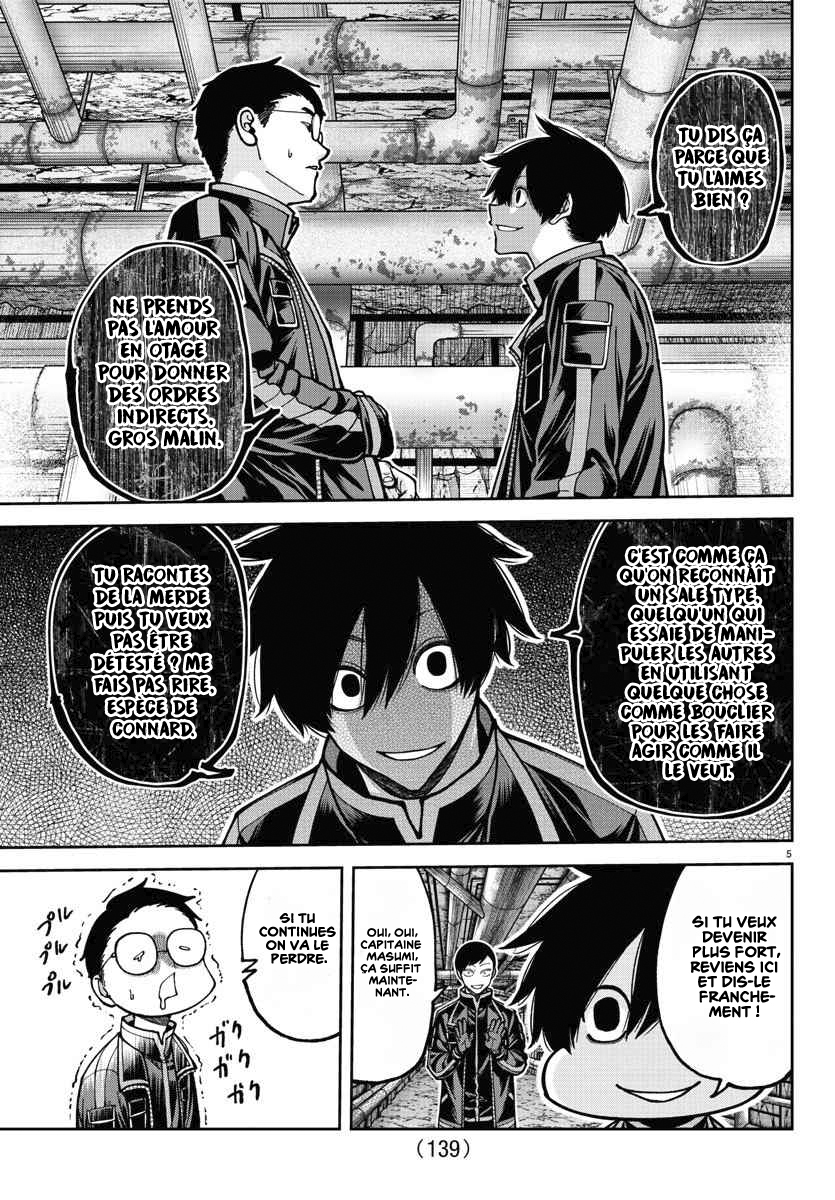 TU DIS ÇA
PARCE QUE
TU L'AIMES
BIEN ?
NE PRENDS
PAS L'AMOUR
EN OTAGE
POUR DONNER
DES ORDRES
INDIRECTS,
GROS MALIN.
C'EST COMME ÇA
QU'ON RECONNAÎT
UN SALE TYPE,
QUELQU'UN QUI
ESSAIE DE MANI-
PULER LES AUTRES
EN UTILISANT
QUELQUE CHOSE
COMME BOUCLIER
POUR LES FAIRE
AGIR COMME IL
LE VEUT.
TU RACONTES
DE LA MERDE
PUIS TU VEUX
PAS ÊTRE
DÉTESTÉ ? ME
FAIS PAS RIRE,
ESPÈCE DE
CONNARD.
5
SI TU VEUX
DEVENIR
PLUS FORT,
REVIENS ICI
ET DIS-LE
FRANCHE-
MENT !
OUI, OUI,
CAPITAINE
MASUMI,
ÇA SUFFIT
MAINTE-
NANT.
SI TU
CONTINUES
ON VA LE
PERDRE.
プル
プル
プル
ガク
ガク
ガク
(139)